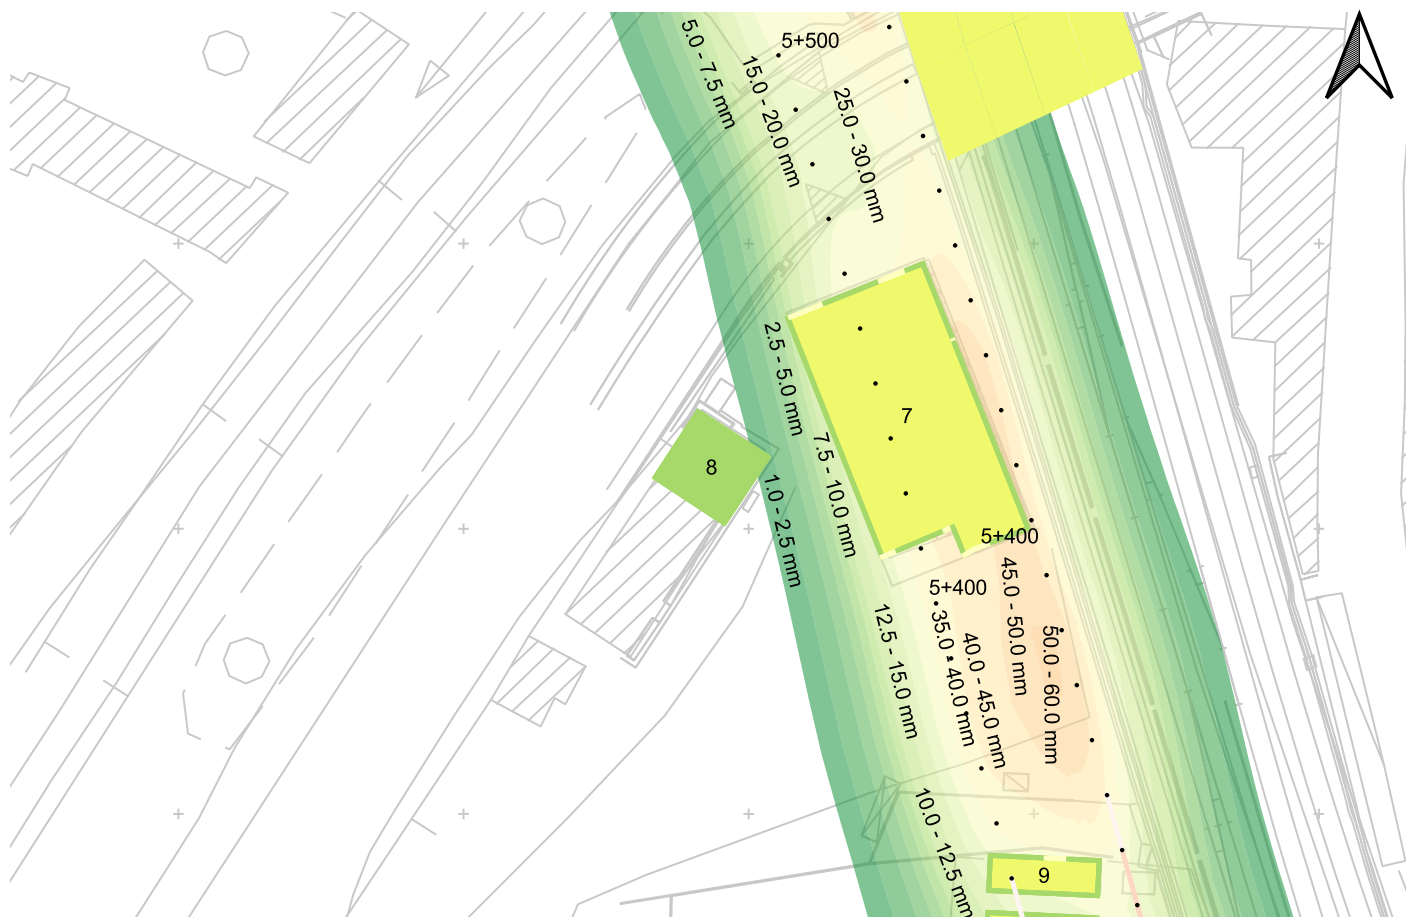 5+500
5.0 - 7.5 mm
15.0 - 20.0 mm
25.0 - 30.0 mm
2.5 - 5.0 mm
7
7.5 - 10.0 mm
8
1.0 - 2.5 mm
5+400
45.0 - 50.0 mm
5+400
12.5 - 15.0 mm
35.0 - 40.0 mm
40.0 - 45.0 mm
50.0 - 60.0 mm
10.0 - 12.5 mm
9